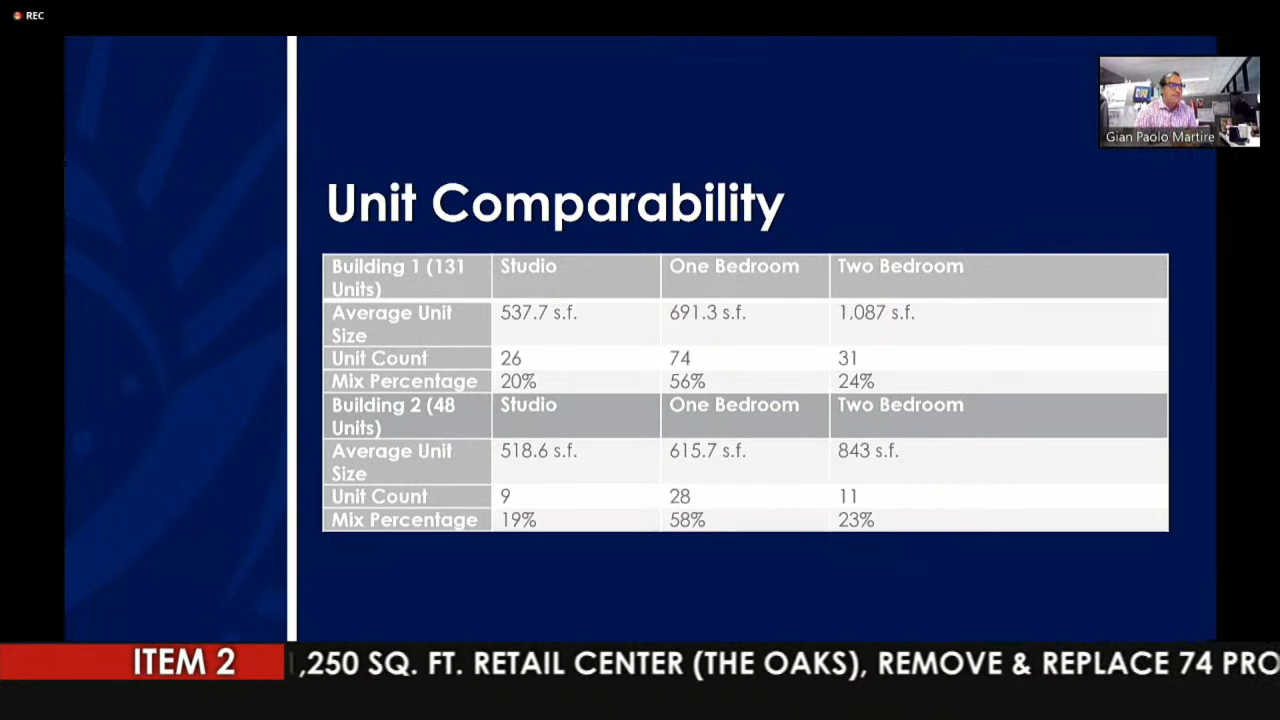 REC
Gian Paolo Martire
Unit Comparability
Building 1 (131 Units) Studio One Bedroom Two Bedroom
Average Unit Size 537.7 s.f. 691.3 s.f. 1,087 s.f.
Unit Count 26 74 31
Mix Percentage 20% 56% 24%
Building 2 (48 Units) Studio One Bedroom Two Bedroom
Average Unit Size 518.6 s.f. 615.7 s.f. 843 s.f.
Unit Count 9 28 11
Mix Percentage 19% 58% 23%
ITEM 2 ,250 SQ. FT. RETAIL CENTER (THE OAKS), REMOVE & REPLACE 74 PRO